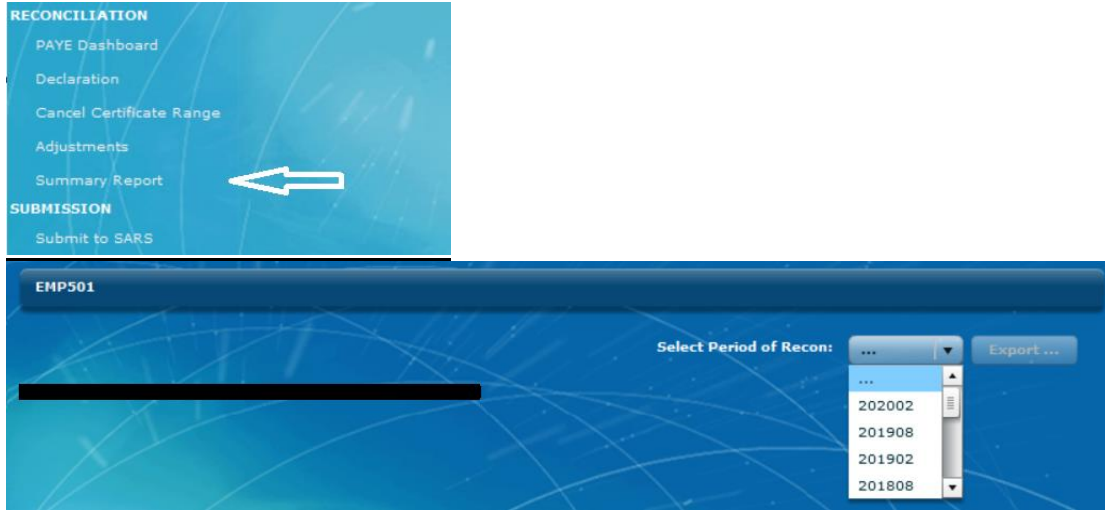 RECONCILIATION
PAYE Dashboard
Declaration
Cancel Certificate Range
Adjustments
Summary Report
SUBMISSION
Submit to SARS
EMP501
Select Period of Recon: ... Export ...
...
202002
201908
201902
201808